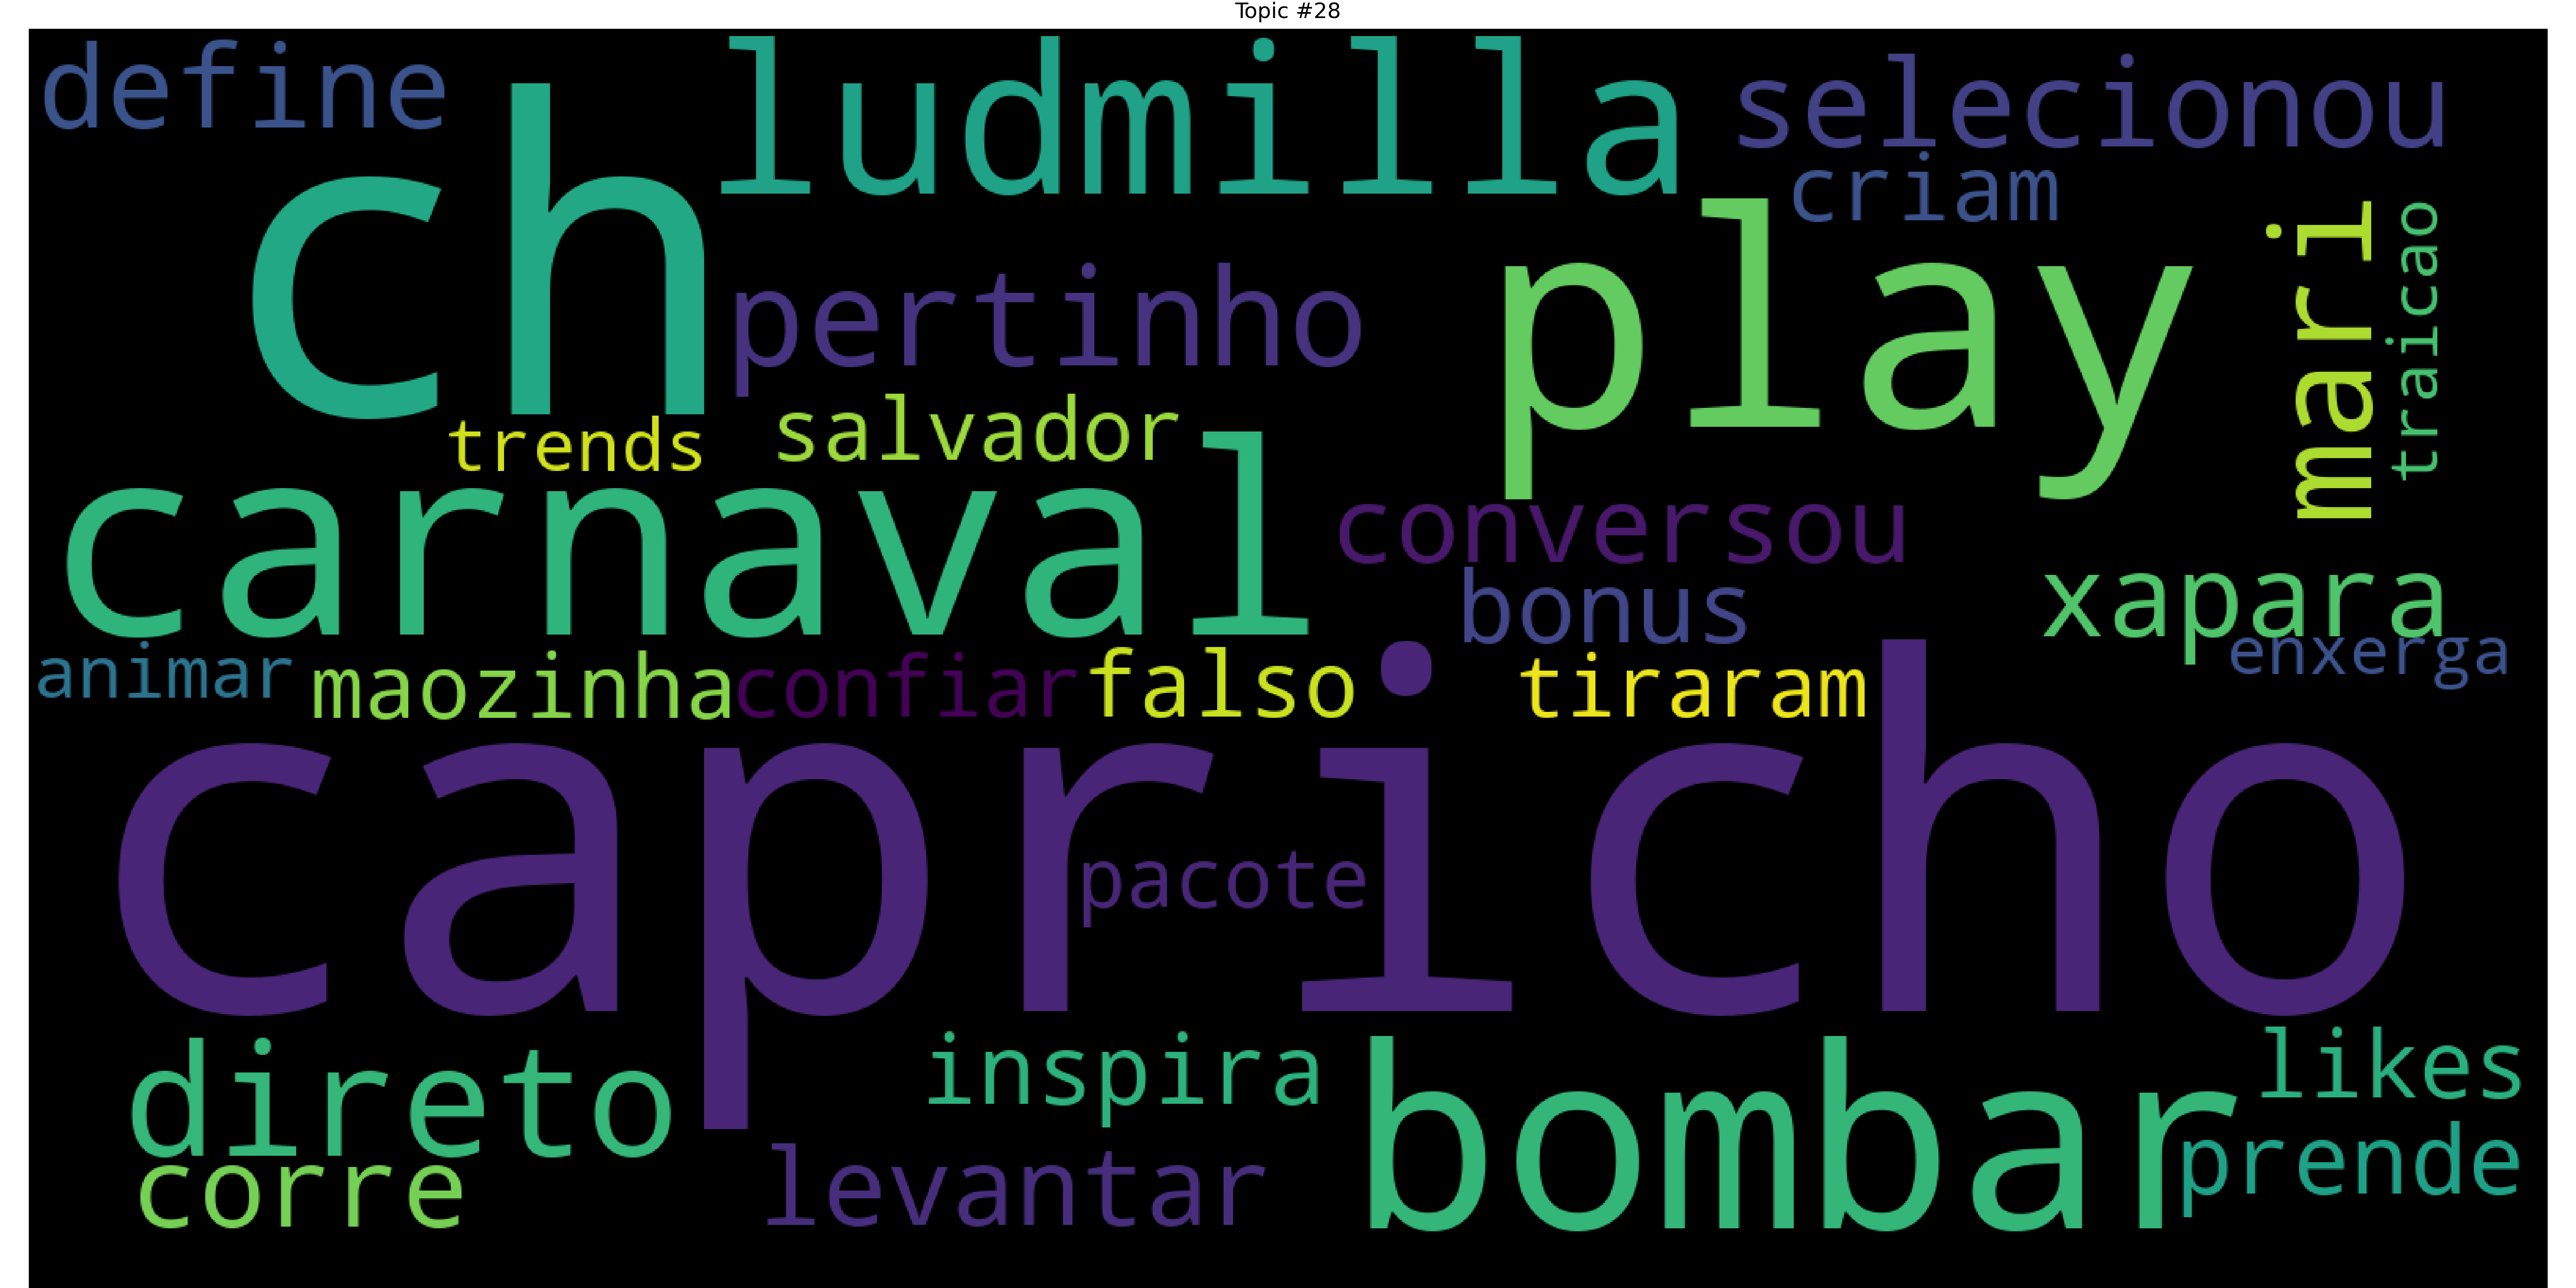 Topic #28
define
ludmilla
selecionou
ch
criam
play
mari
traicao
pertinho
trends
salvador
carnaval
conversou
xapara
bonus
enxerga
animar
maozinha
confiar
falso
tiraram
capricho
pacote
direto
inspira
bombar
likes
corre
levantar
prende